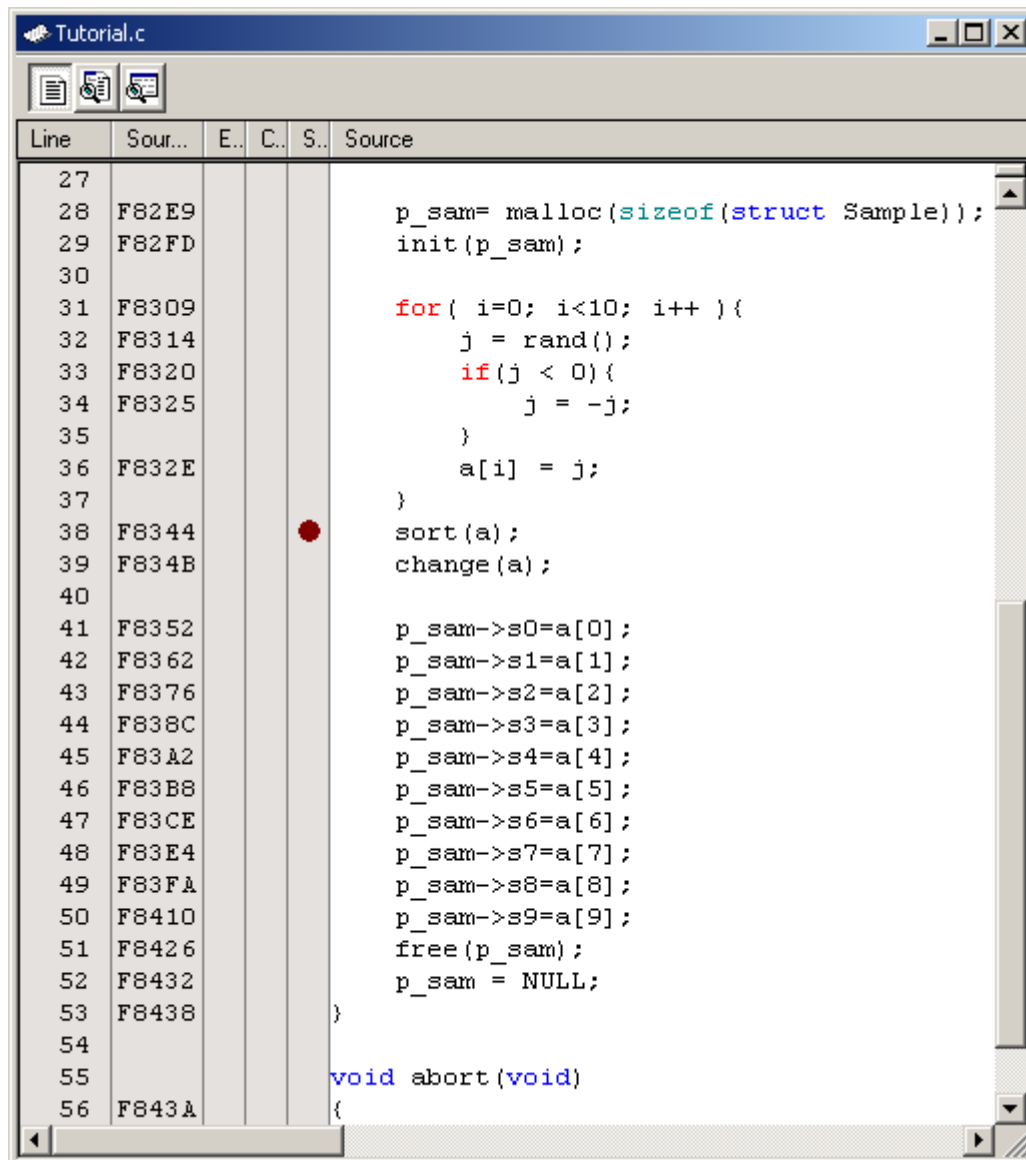 Tutorial.c
Line Sour... E.. C.. S.. Source
27
28 F82E9 p_sam= malloc(sizeof(struct Sample));
29 F82FD init(p_sam);
30
31 F8309 for( i=0; i<10; i++ ){
32 F8314 j = rand();
33 F8320 if(j < 0){
34 F8325 j = -j;
35 }
36 F832E a[i] = j;
37 }
38 F8344 sort(a);
39 F834B change(a);
40
41 F8352 p_sam->s0=a[0];
42 F8362 p_sam->s1=a[1];
43 F8376 p_sam->s2=a[2];
44 F838C p_sam->s3=a[3];
45 F83A2 p_sam->s4=a[4];
46 F83B8 p_sam->s5=a[5];
47 F83CE p_sam->s6=a[6];
48 F83E4 p_sam->s7=a[7];
49 F83FA p_sam->s8=a[8];
50 F8410 p_sam->s9=a[9];
51 F8426 free(p_sam);
52 F8432 p_sam = NULL;
53 F8438 }
54
55 void abort(void)
56 F843A {